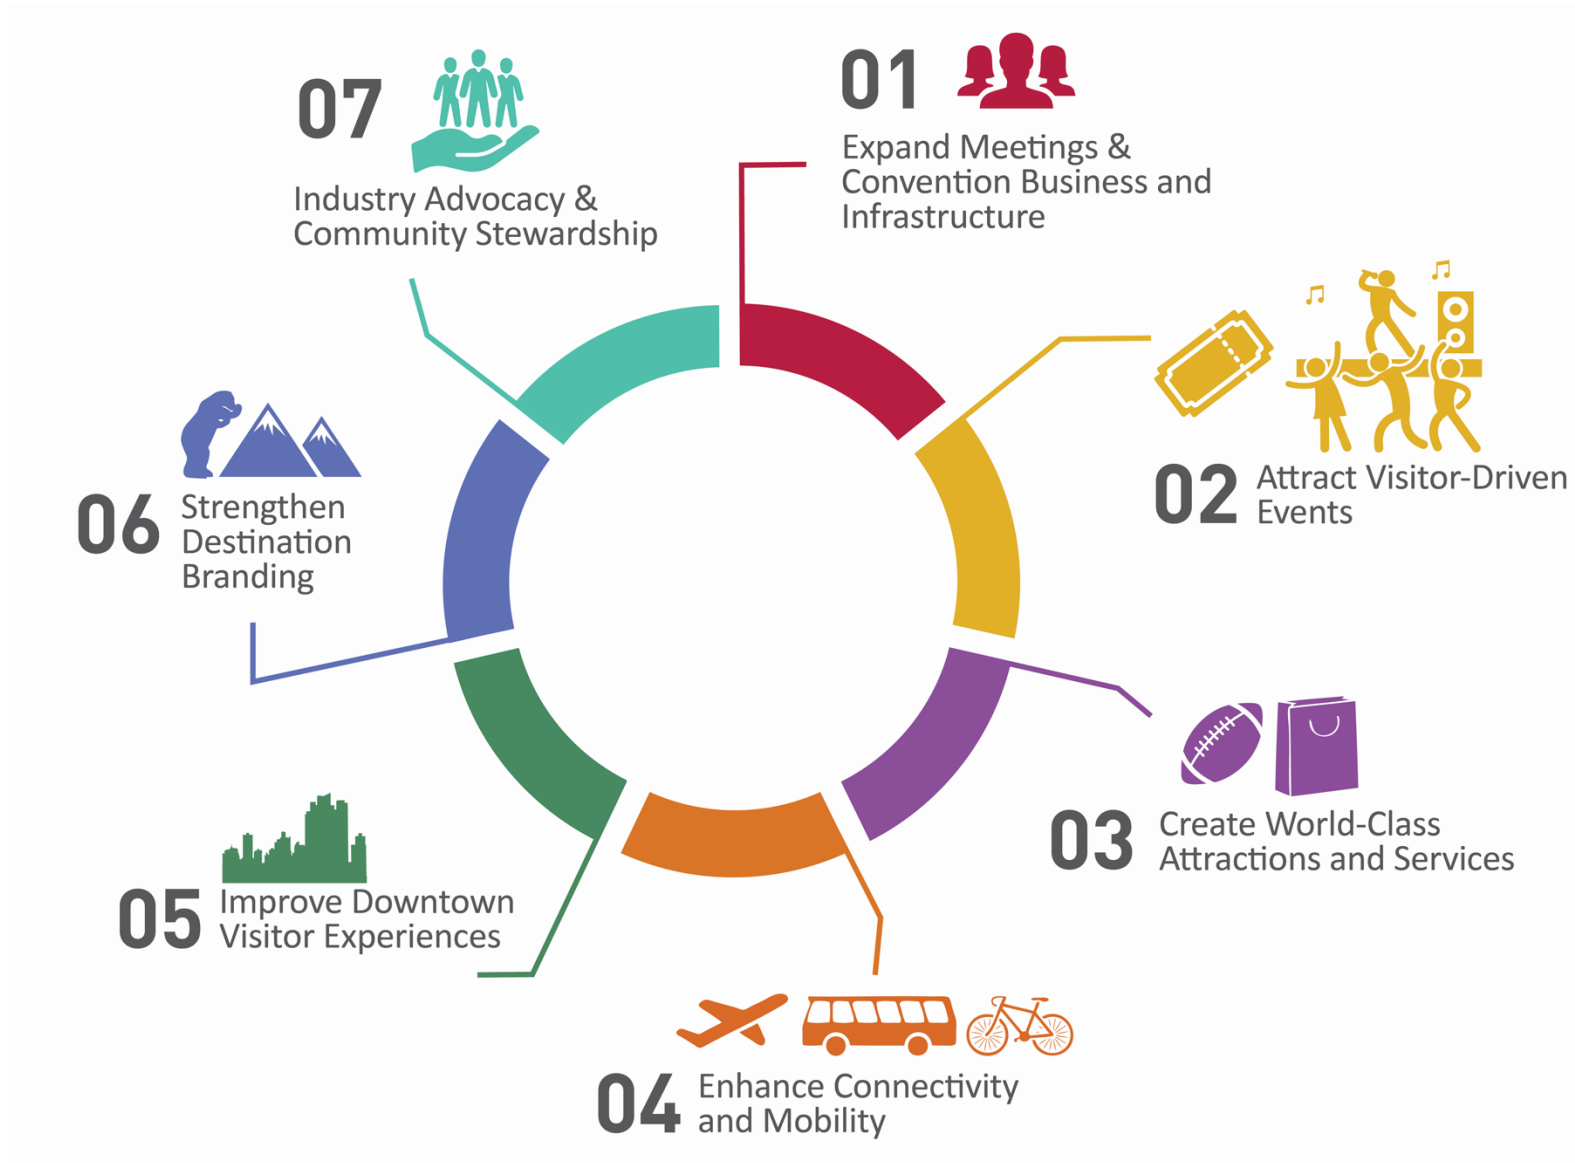 01
Expand Meetings &
Convention Business and
Infrastructure
02
Attract Visitor-Driven
Events
03
Create World-Class
Attractions and Services
04
Enhance Connectivity
and Mobility
05
Improve Downtown
Visitor Experiences
06
Strengthen
Destination
Branding
07
Industry Advocacy &
Community Stewardship